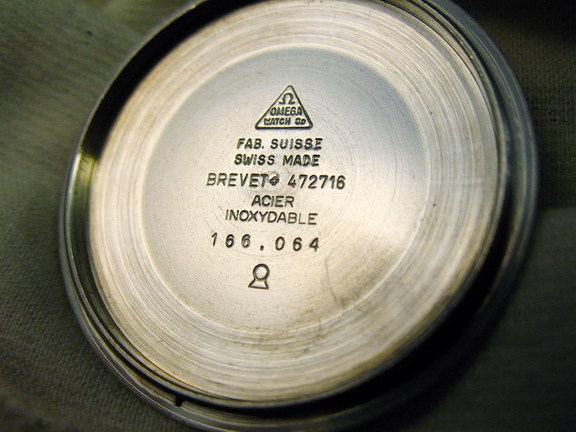 Ω
OMEGA
WATCH Co
FAB. SUISSE
SWISS MADE
BREVET⌖ 472716
ACIER
INOXYDABLE
166.064